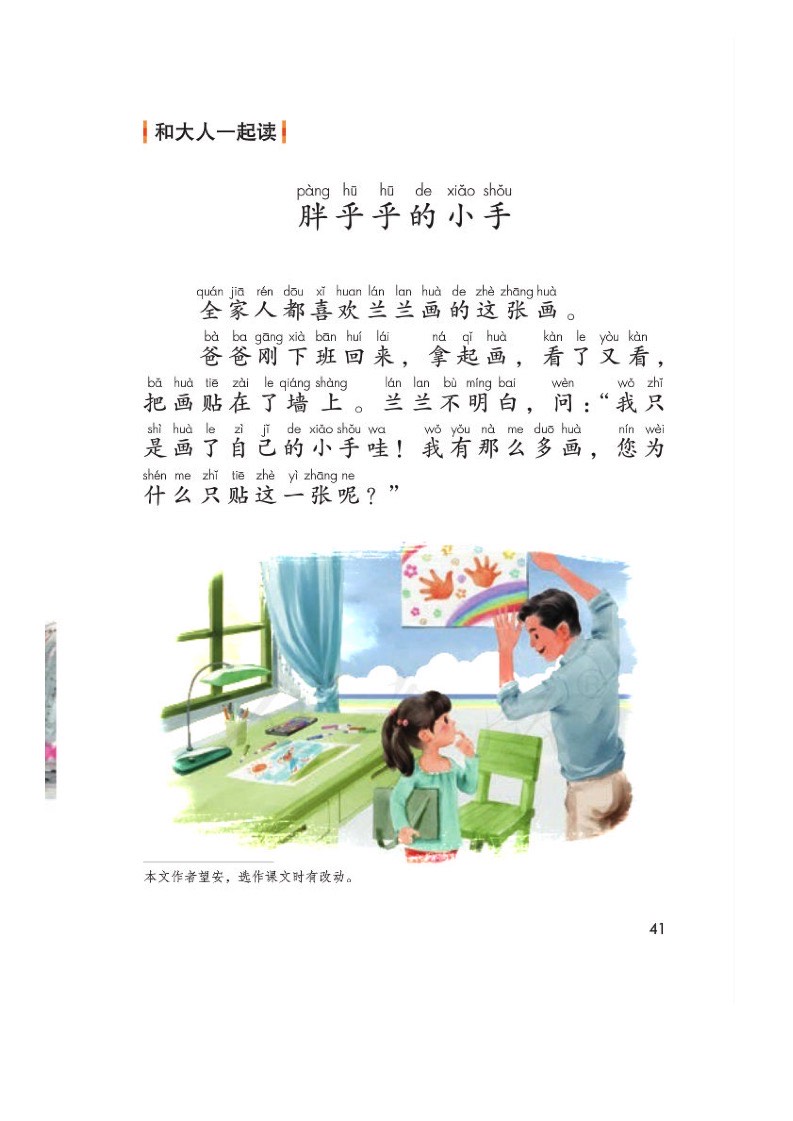 和大人一起读
pàng hū hū de xiǎo shǒu
胖乎乎的小手
quán jiā rén dōu xǐ huan lán lan huà de zhè zhāng huà
全家人都喜欢兰兰画的这张画。
bà ba gāng xià bān huí lái ná qǐ huà kàn le yòu kàn
爸爸刚下班回来，拿起画，看了又看，
bǎ huà tiē zài le qiáng shàng lán lan bù míng bai wèn wǒ zhǐ
把画贴在了墙上。兰兰不明白，问：“我只
shì huà le zì jǐ de xiǎo shǒu wa wǒ yǒu nà me duō huà nín wèi
是画了自己的小手哇！我有那么多画，您为
shén me zhǐ tiē zhè yì zhāng ne
什么只贴这一张呢？”
本文作者望安，选作课文时有改动。
41